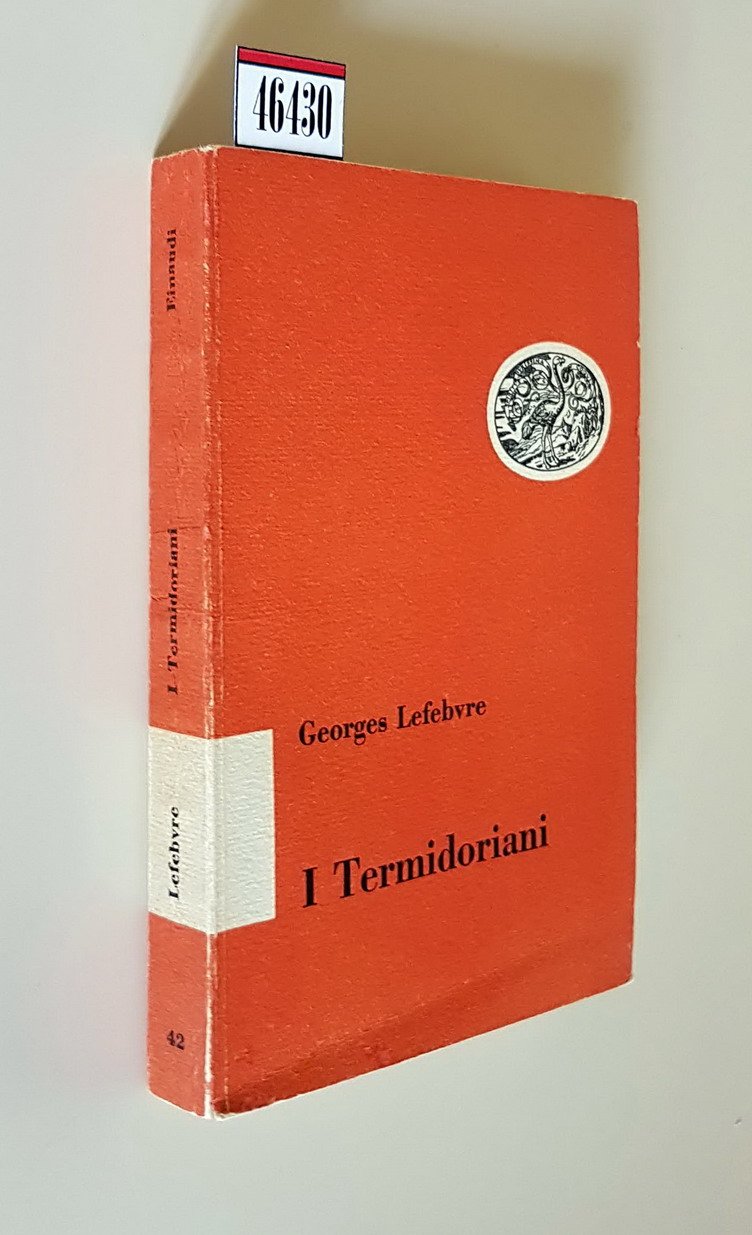 46430
Georges Lefebvre
I Termidoriani
Einaudi
I Termidoriani
Lefebvre
42